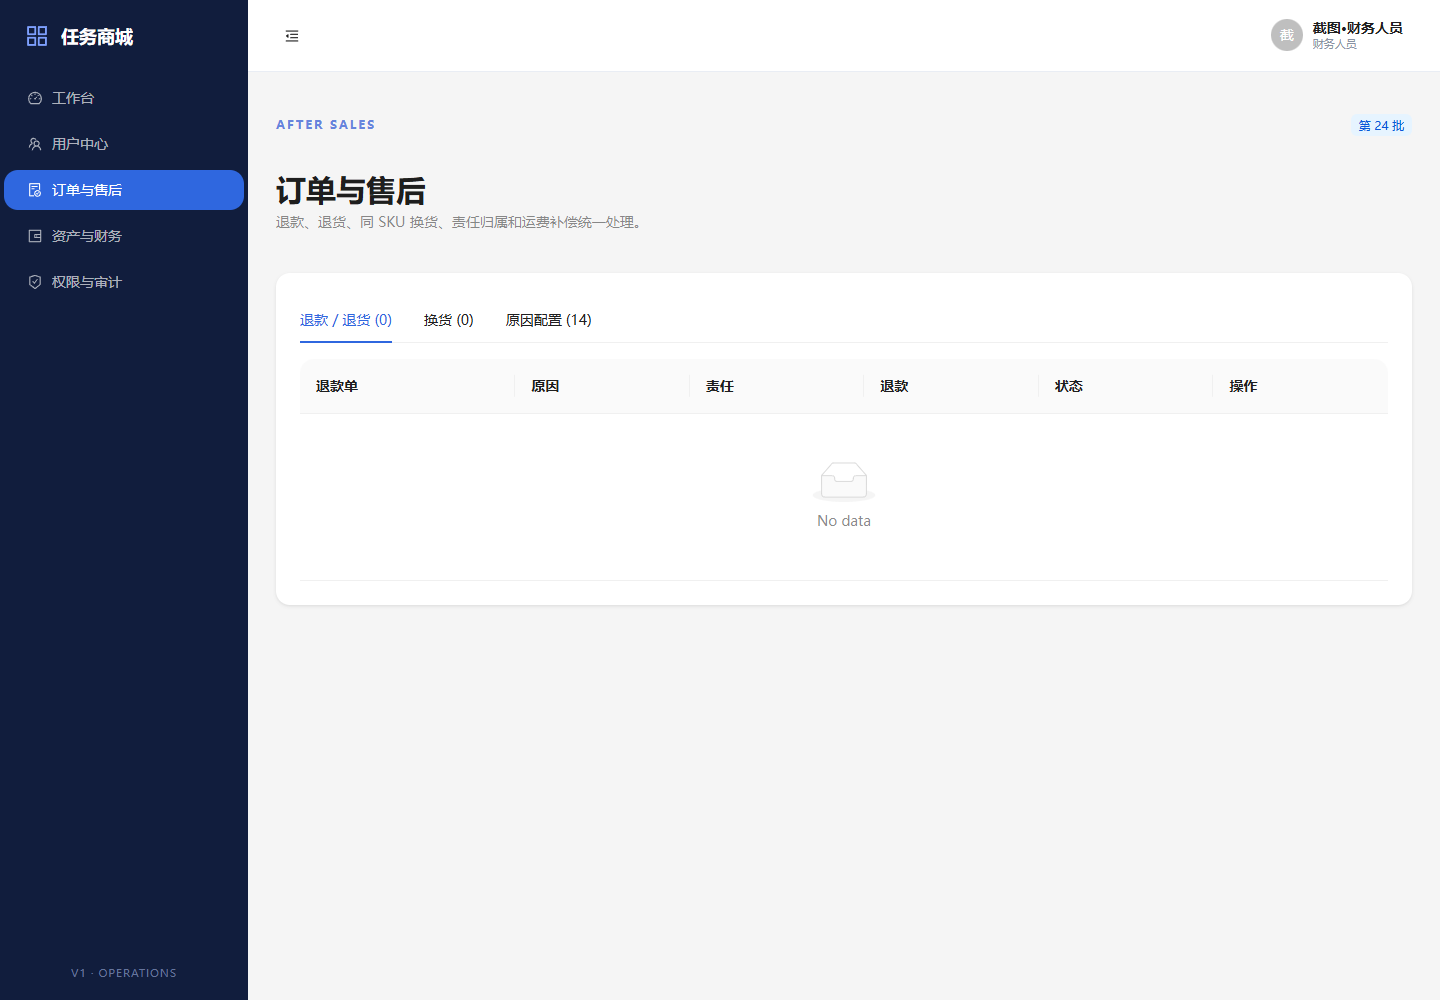 任务商城
工作台
用户中心
订单与售后
资产与财务
权限与审计
V1 · OPERATIONS
截
截图•财务人员
财务人员
AFTER SALES
第 24 批
订单与售后
退款、退货、同 SKU 换货、责任归属和运费补偿统一处理。
退款 / 退货 (0) 换货 (0) 原因配置 (14)
退款单 原因 责任 退款 状态 操作
No data